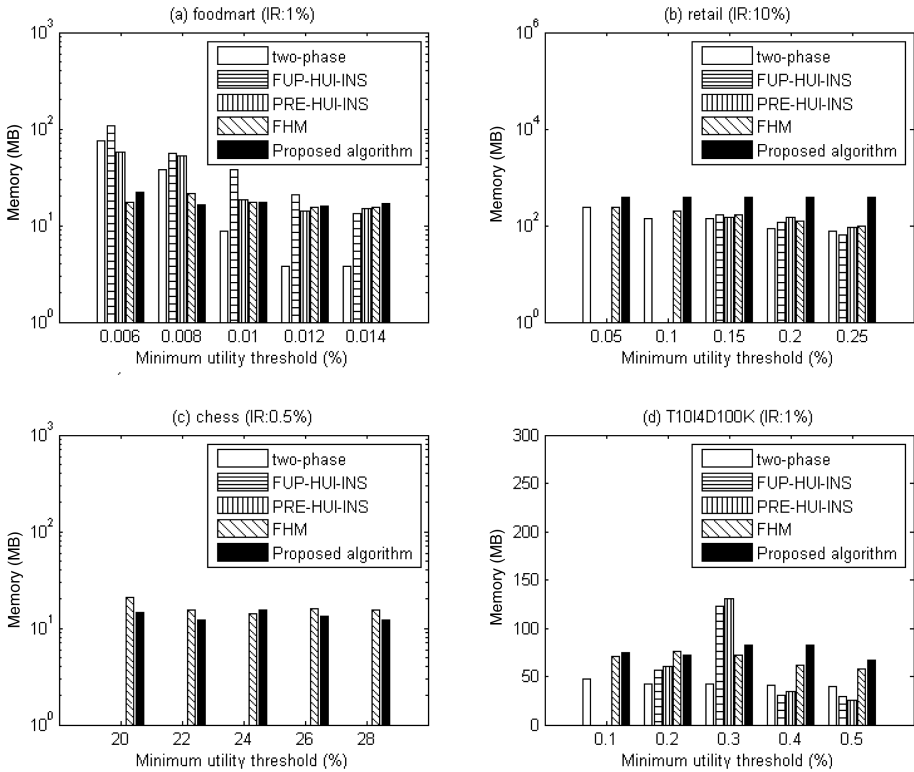 (a) foodmart (IR:1%)
10^3
10^2
10^1
10^0
Memory (MB)
two-phase
FUP-HUI-INS
PRE-HUI-INS
FHM
Proposed algorithm
0.006 0.008 0.01 0.012 0.014
Minimum utility threshold (%)
(b) retail (IR:10%)
10^6
10^4
10^2
10^0
Memory (MB)
two-phase
FUP-HUI-INS
PRE-HUI-INS
FHM
Proposed algorithm
0.05 0.1 0.15 0.2 0.25
Minimum utility threshold (%)
(c) chess (IR:0.5%)
10^3
10^2
10^1
10^0
Memory (MB)
two-phase
FUP-HUI-INS
PRE-HUI-INS
FHM
Proposed algorithm
20 22 24 26 28
Minimum utility threshold (%)
(d) T10I4D100K (IR:1%)
300
250
200
150
100
50
0
Memory (MB)
two-phase
FUP-HUI-INS
PRE-HUI-INS
FHM
Proposed algorithm
0.1 0.2 0.3 0.4 0.5
Minimum utility threshold (%)